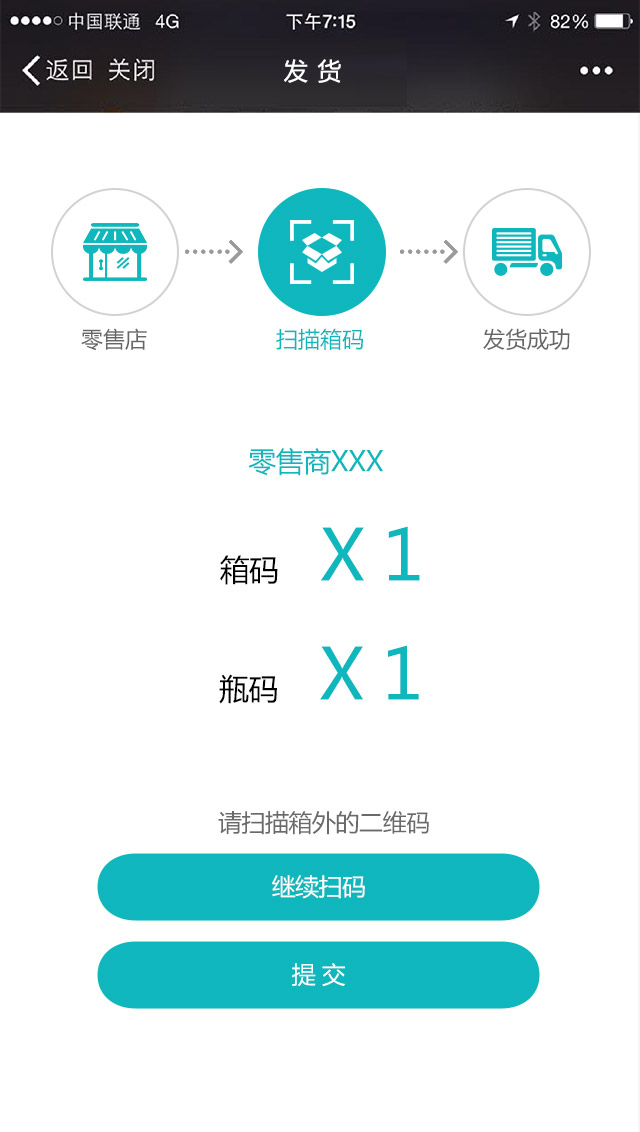 中国联通 4G 下午7:15 82%
返回 关闭 发货
零售店 扫描箱码 发货成功
零售商XXX
箱码 X 1
瓶码 X 1
请扫描箱外的二维码
继续扫码
提交